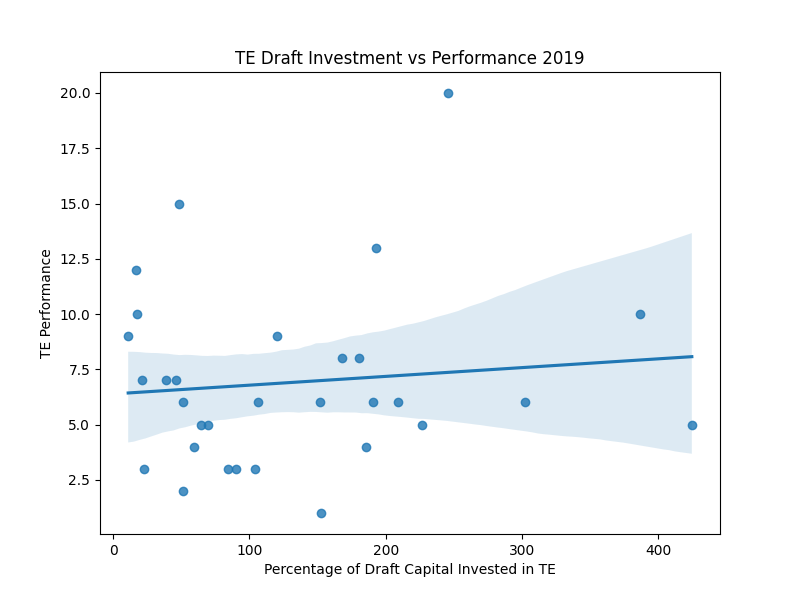 TE Draft Investment vs Performance 2019
20.0
17.5
15.0
12.5
10.0
7.5
5.0
2.5
TE Performance
0 100 200 300 400
Percentage of Draft Capital Invested in TE